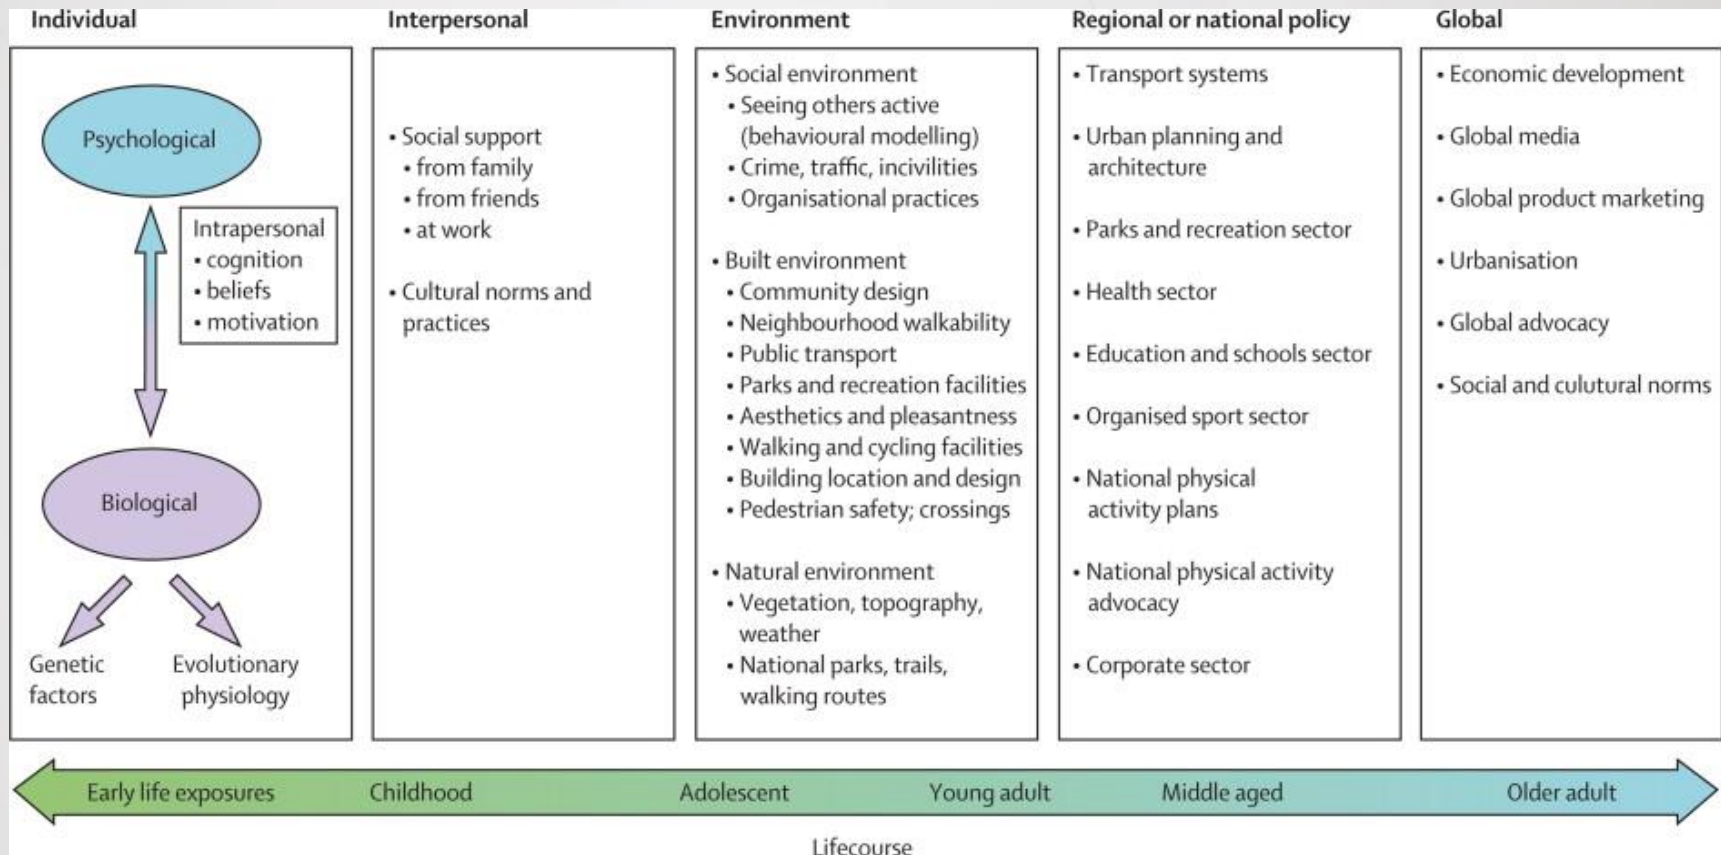 Individual
Psychological
Intrapersonal
• cognition
• beliefs
• motivation
Biological
Genetic
factors
Evolutionary
physiology
Interpersonal
• Social support
• from family
• from friends
• at work
• Cultural norms and
practices
Environment
• Social environment
• Seeing others active
(behavioural modelling)
• Crime, traffic, incivilities
• Organisational practices
• Built environment
• Community design
• Neighbourhood walkability
• Public transport
• Parks and recreation facilities
• Aesthetics and pleasantness
• Walking and cycling facilities
• Building location and design
• Pedestrian safety; crossings
• Natural environment
• Vegetation, topography,
weather
• National parks, trails,
walking routes
Regional or national policy
• Transport systems
• Urban planning and
architecture
• Parks and recreation sector
• Health sector
• Education and schools sector
• Organised sport sector
• National physical
activity plans
• National physical activity
advocacy
• Corporate sector
Global
• Economic development
• Global media
• Global product marketing
• Urbanisation
• Global advocacy
• Social and culutural norms
Early life exposures
Childhood
Adolescent
Young adult
Middle aged
Older adult
Lifecourse